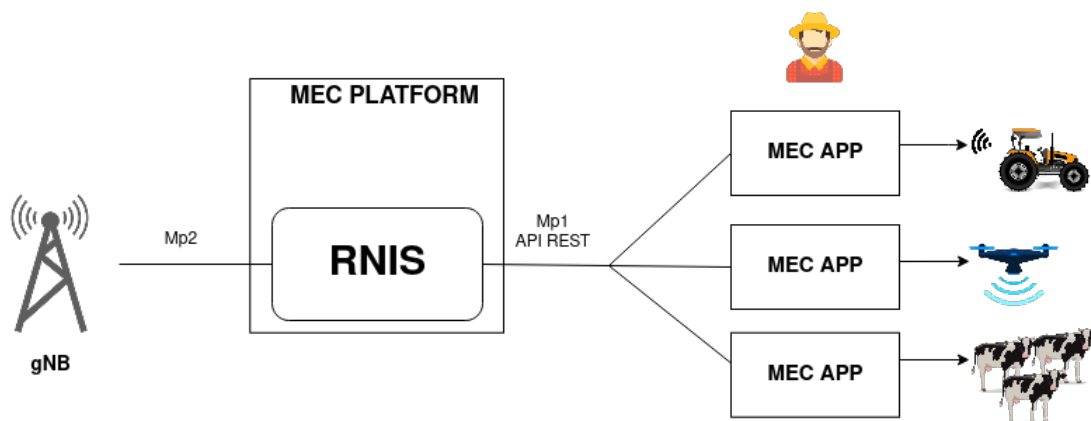 MEC PLATFORM
MEC APP
Mp2
RNIS
Mp1
API REST
MEC APP
gNB
MEC APP